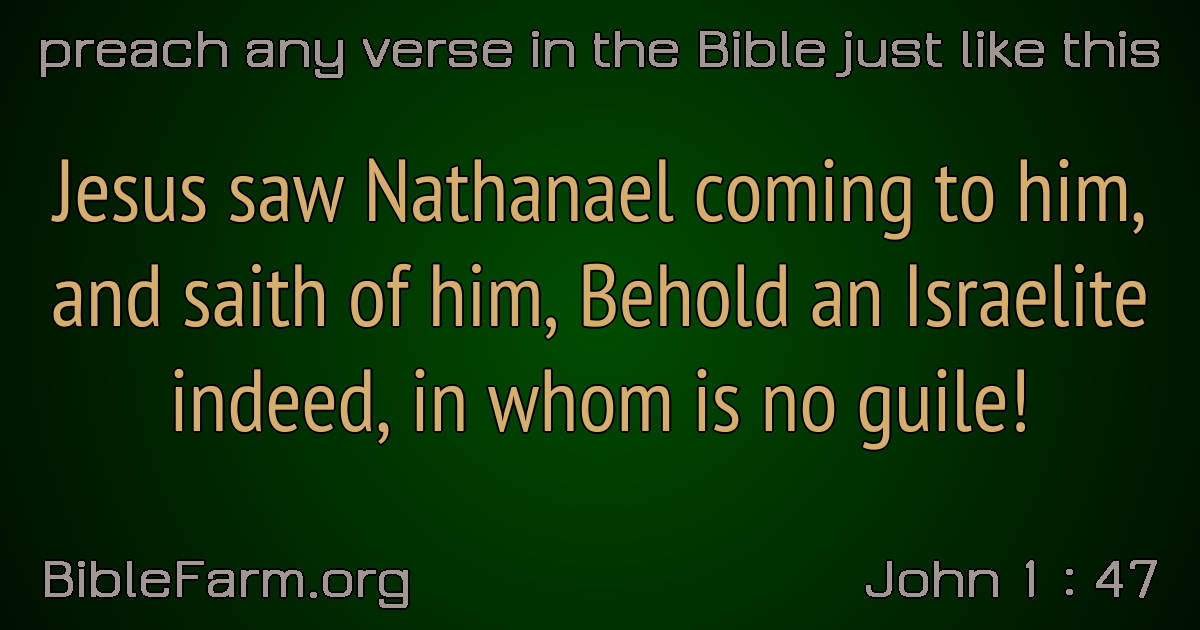 preach any verse in the Bible just like this
Jesus saw Nathanael coming to him,
and saith of him, Behold an Israelite
indeed, in whom is no guile!
BibleFarm.org
John 1 : 47